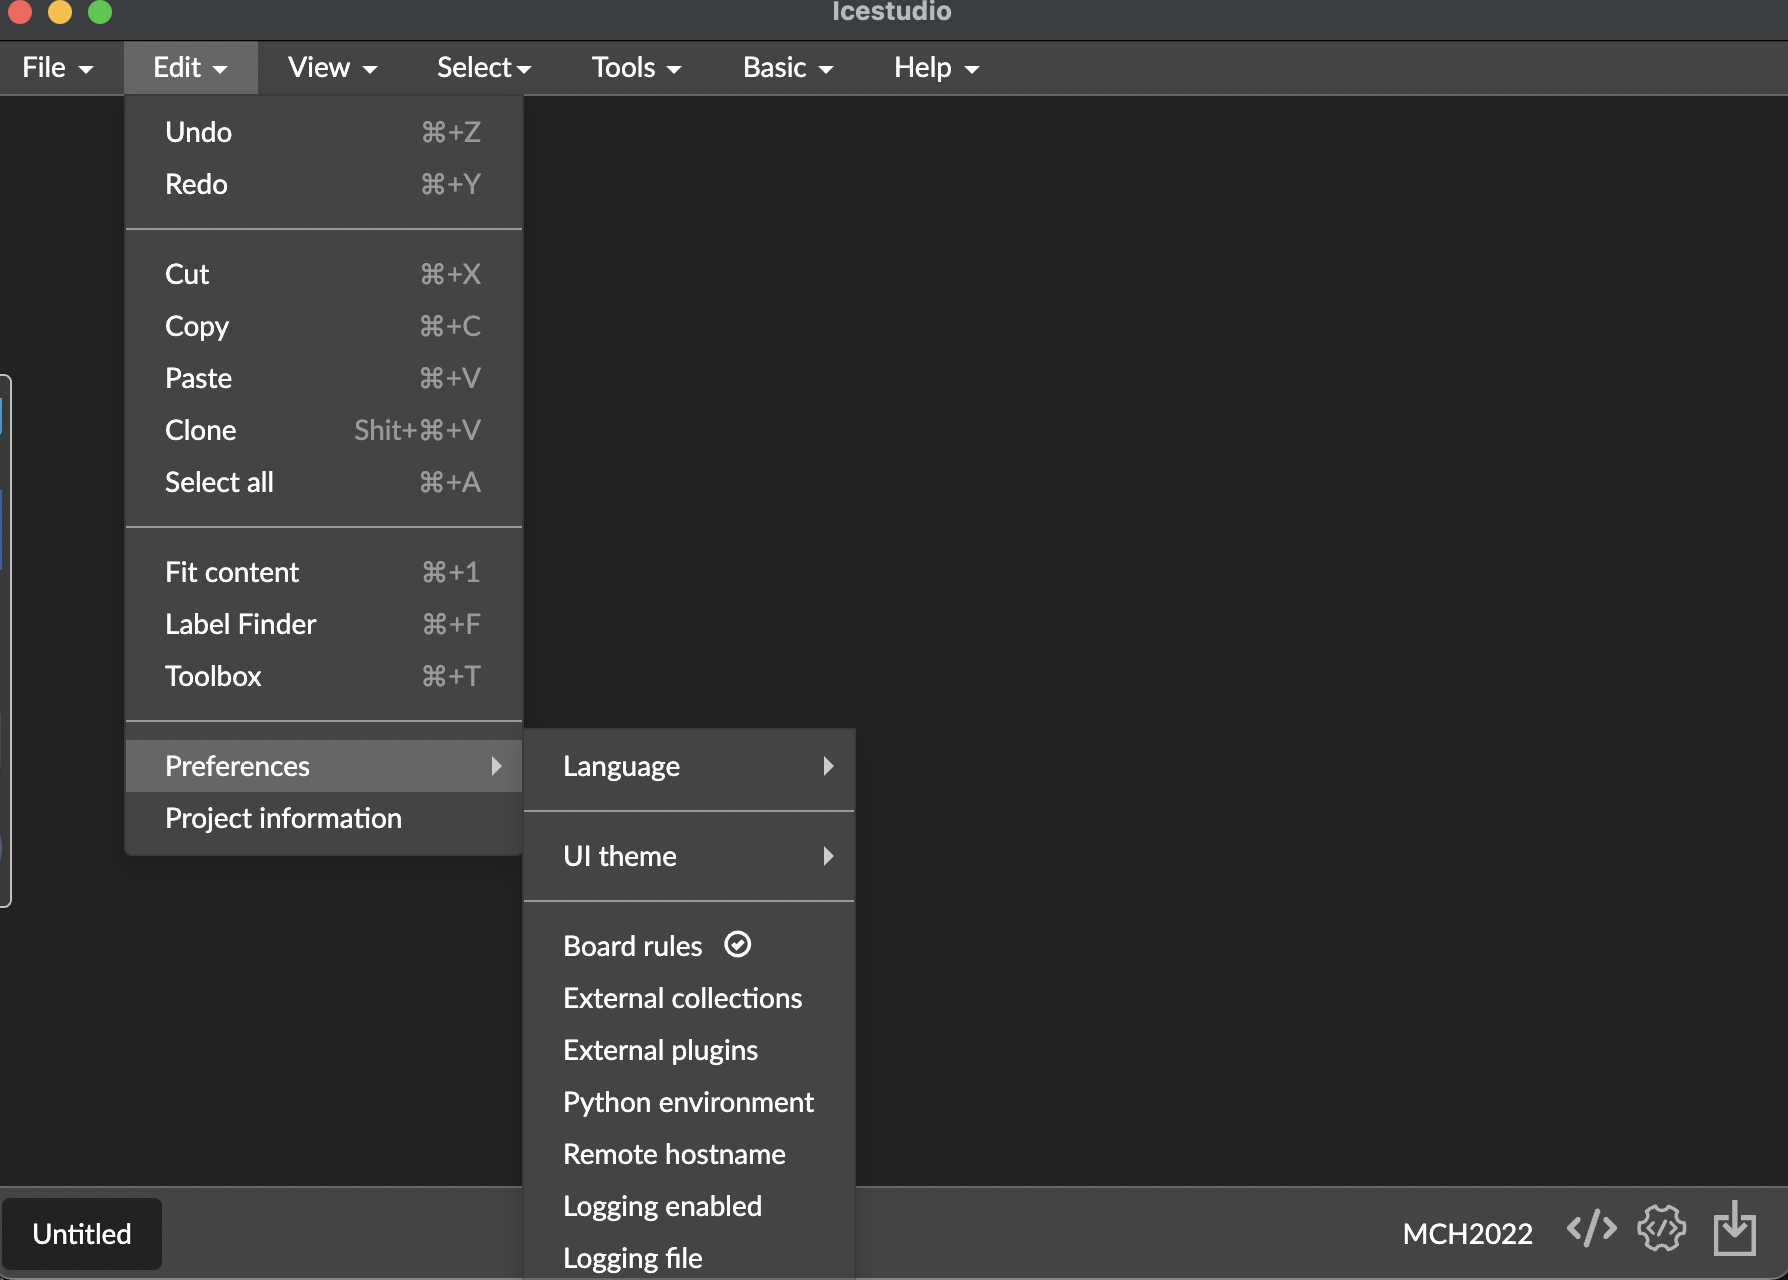 Icestudio
File Edit View Select Tools Basic Help
Undo ⌘+Z
Redo ⌘+Y
Cut ⌘+X
Copy ⌘+C
Paste ⌘+V
Clone Shit+⌘+V
Select all ⌘+A
Fit content ⌘+1
Label Finder ⌘+F
Toolbox ⌘+T
Preferences
Project information
Language
UI theme
Board rules
External collections
External plugins
Python environment
Remote hostname
Logging enabled
Logging file
Untitled
MCH2022 </> </>